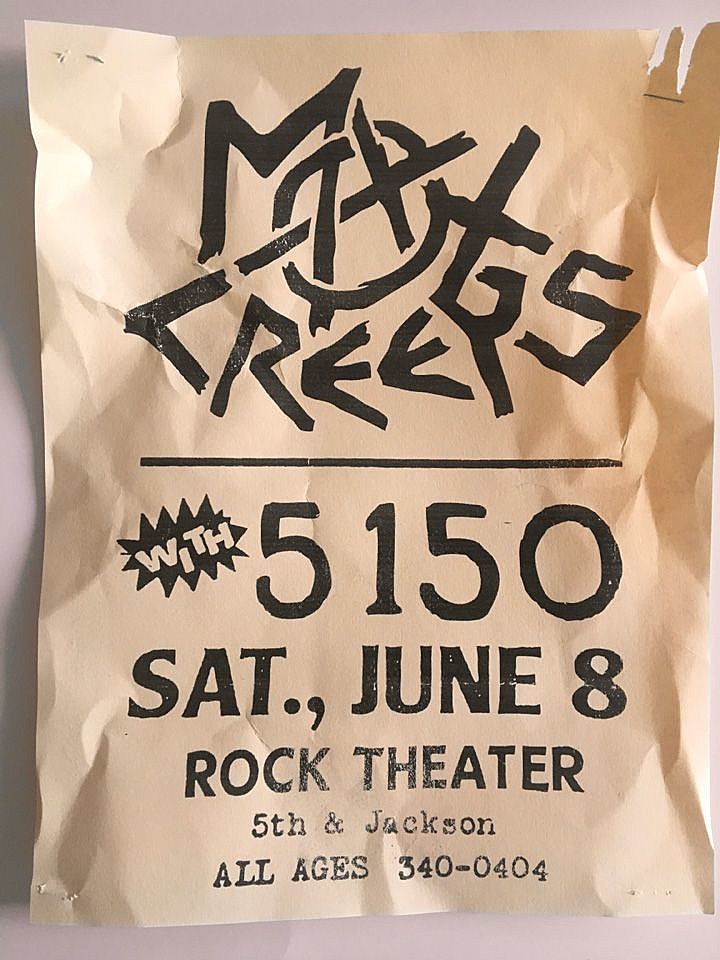 CREEPS
WITH 5150
SAT., JUNE 8
ROCK THEATER
5th & Jackson
ALL AGES 340-0404